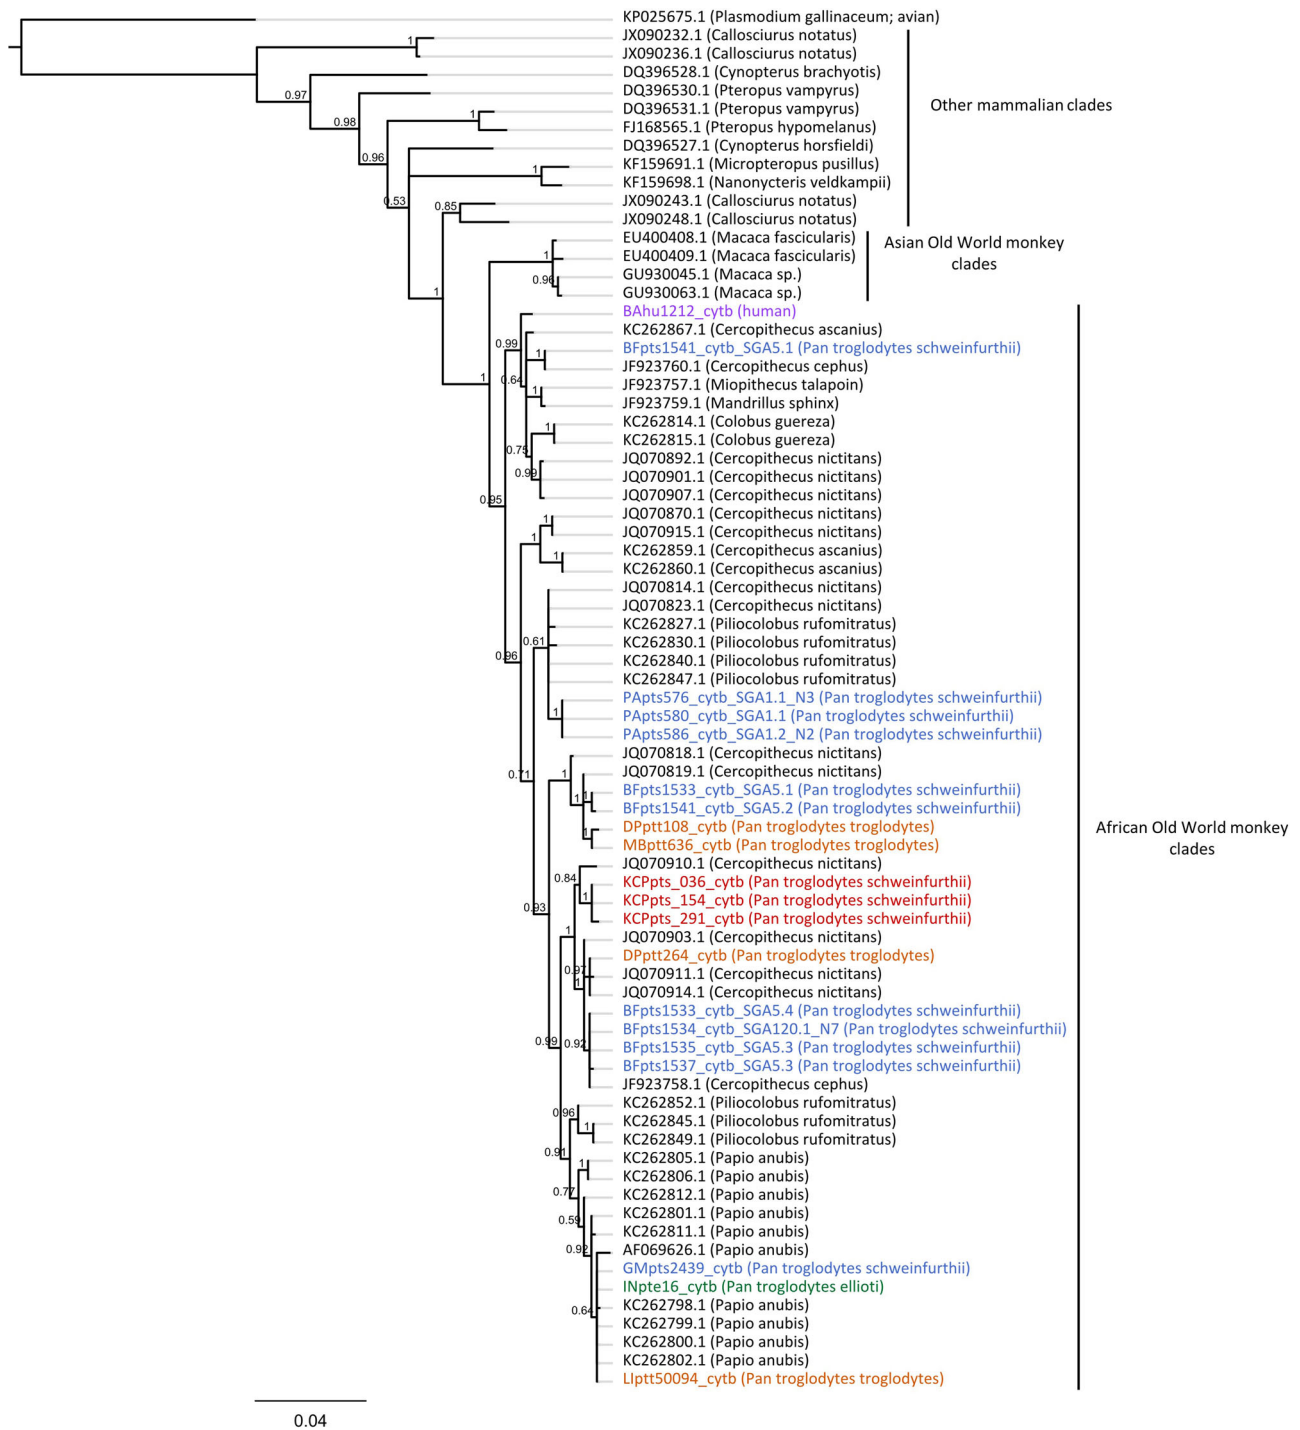 KP025675.1 (Plasmodium gallinaceum; avian)
JX090232.1 (Callosciurus notatus)
1
JX090236.1 (Callosciurus notatus)
DQ396528.1 (Cynopterus brachyotis)
0.97
DQ396530.1 (Pteropus vampyrus)
Other mammalian clades
DQ396531.1 (Pteropus vampyrus)
1
0.98
FJ168565.1 (Pteropus hypomelanus)
DQ396527.1 (Cynopterus horsfieldi)
0.96
KF159691.1 (Micropteropus pusillus)
1
KF159698.1 (Nanonycteris veldkampii)
0.53
JX090243.1 (Callosciurus notatus)
0.85
JX090248.1 (Callosciurus notatus)
EU400408.1 (Macaca fascicularis)
Asian Old World monkey
clades
EU400409.1 (Macaca fascicularis)
1
GU930045.1 (Macaca sp.)
0.96
GU930063.1 (Macaca sp.)
1
BAhu1212_cytb (human)
KC262867.1 (Cercopithecus ascanius)
0.99
BFpts1541_cytb_SGA5.1 (Pan troglodytes schweinfurthii)
1
JF923760.1 (Cercopithecus cephus)
1
0.64
JF923757.1 (Miopithecus talapoin)
1
JF923759.1 (Mandrillus sphinx)
KC262814.1 (Colobus guereza)
1
KC262815.1 (Colobus guereza)
0.75
JQ070892.1 (Cercopithecus nictitans)
0.99
JQ070901.1 (Cercopithecus nictitans)
0.95
JQ070907.1 (Cercopithecus nictitans)
JQ070870.1 (Cercopithecus nictitans)
1
JQ070915.1 (Cercopithecus nictitans)
1
KC262859.1 (Cercopithecus ascanius)
1
KC262860.1 (Cercopithecus ascanius)
JQ070814.1 (Cercopithecus nictitans)
JQ070823.1 (Cercopithecus nictitans)
KC262827.1 (Piliocolobus rufomitratus)
0.61
KC262830.1 (Piliocolobus rufomitratus)
0.96
KC262840.1 (Piliocolobus rufomitratus)
KC262847.1 (Piliocolobus rufomitratus)
PApts576_cytb_SGA1.1_N3 (Pan troglodytes schweinfurthii)
1
PApts580_cytb_SGA1.1 (Pan troglodytes schweinfurthii)
PApts586_cytb_SGA1.2_N2 (Pan troglodytes schweinfurthii)
JQ070818.1 (Cercopithecus nictitans)
0.71
1
JQ070819.1 (Cercopithecus nictitans)
BFpts1533_cytb_SGA5.1 (Pan troglodytes schweinfurthii)
1
1
BFpts1541_cytb_SGA5.2 (Pan troglodytes schweinfurthii)
DPptt108_cytb (Pan troglodytes troglodytes)
1
African Old World monkey
clades
MBptt636_cytb (Pan troglodytes troglodytes)
JQ070910.1 (Cercopithecus nictitans)
0.84
KCPpts_036_cytb (Pan troglodytes schweinfurthii)
1
KCPpts_154_cytb (Pan troglodytes schweinfurthii)
0.93
KCPpts_291_cytb (Pan troglodytes schweinfurthii)
1
JQ070903.1 (Cercopithecus nictitans)
DPptt264_cytb (Pan troglodytes troglodytes)
0.97
JQ070911.1 (Cercopithecus nictitans)
1
JQ070914.1 (Cercopithecus nictitans)
BFpts1533_cytb_SGA5.4 (Pan troglodytes schweinfurthii)
BFpts1534_cytb_SGA120.1_N7 (Pan troglodytes schweinfurthii)
0.99
0.92
BFpts1535_cytb_SGA5.3 (Pan troglodytes schweinfurthii)
BFpts1537_cytb_SGA5.3 (Pan troglodytes schweinfurthii)
JF923758.1 (Cercopithecus cephus)
KC262852.1 (Piliocolobus rufomitratus)
0.96
KC262845.1 (Piliocolobus rufomitratus)
1
KC262849.1 (Piliocolobus rufomitratus)
0.91
KC262805.1 (Papio anubis)
1
KC262806.1 (Papio anubis)
0.77
KC262812.1 (Papio anubis)
KC262801.1 (Papio anubis)
0.59
KC262811.1 (Papio anubis)
0.92
AF069626.1 (Papio anubis)
GMpts2439_cytb (Pan troglodytes schweinfurthii)
INpte16_cytb (Pan troglodytes ellioti)
KC262798.1 (Papio anubis)
0.64
KC262799.1 (Papio anubis)
KC262800.1 (Papio anubis)
KC262802.1 (Papio anubis)
LIptt50094_cytb (Pan troglodytes troglodytes)
0.04